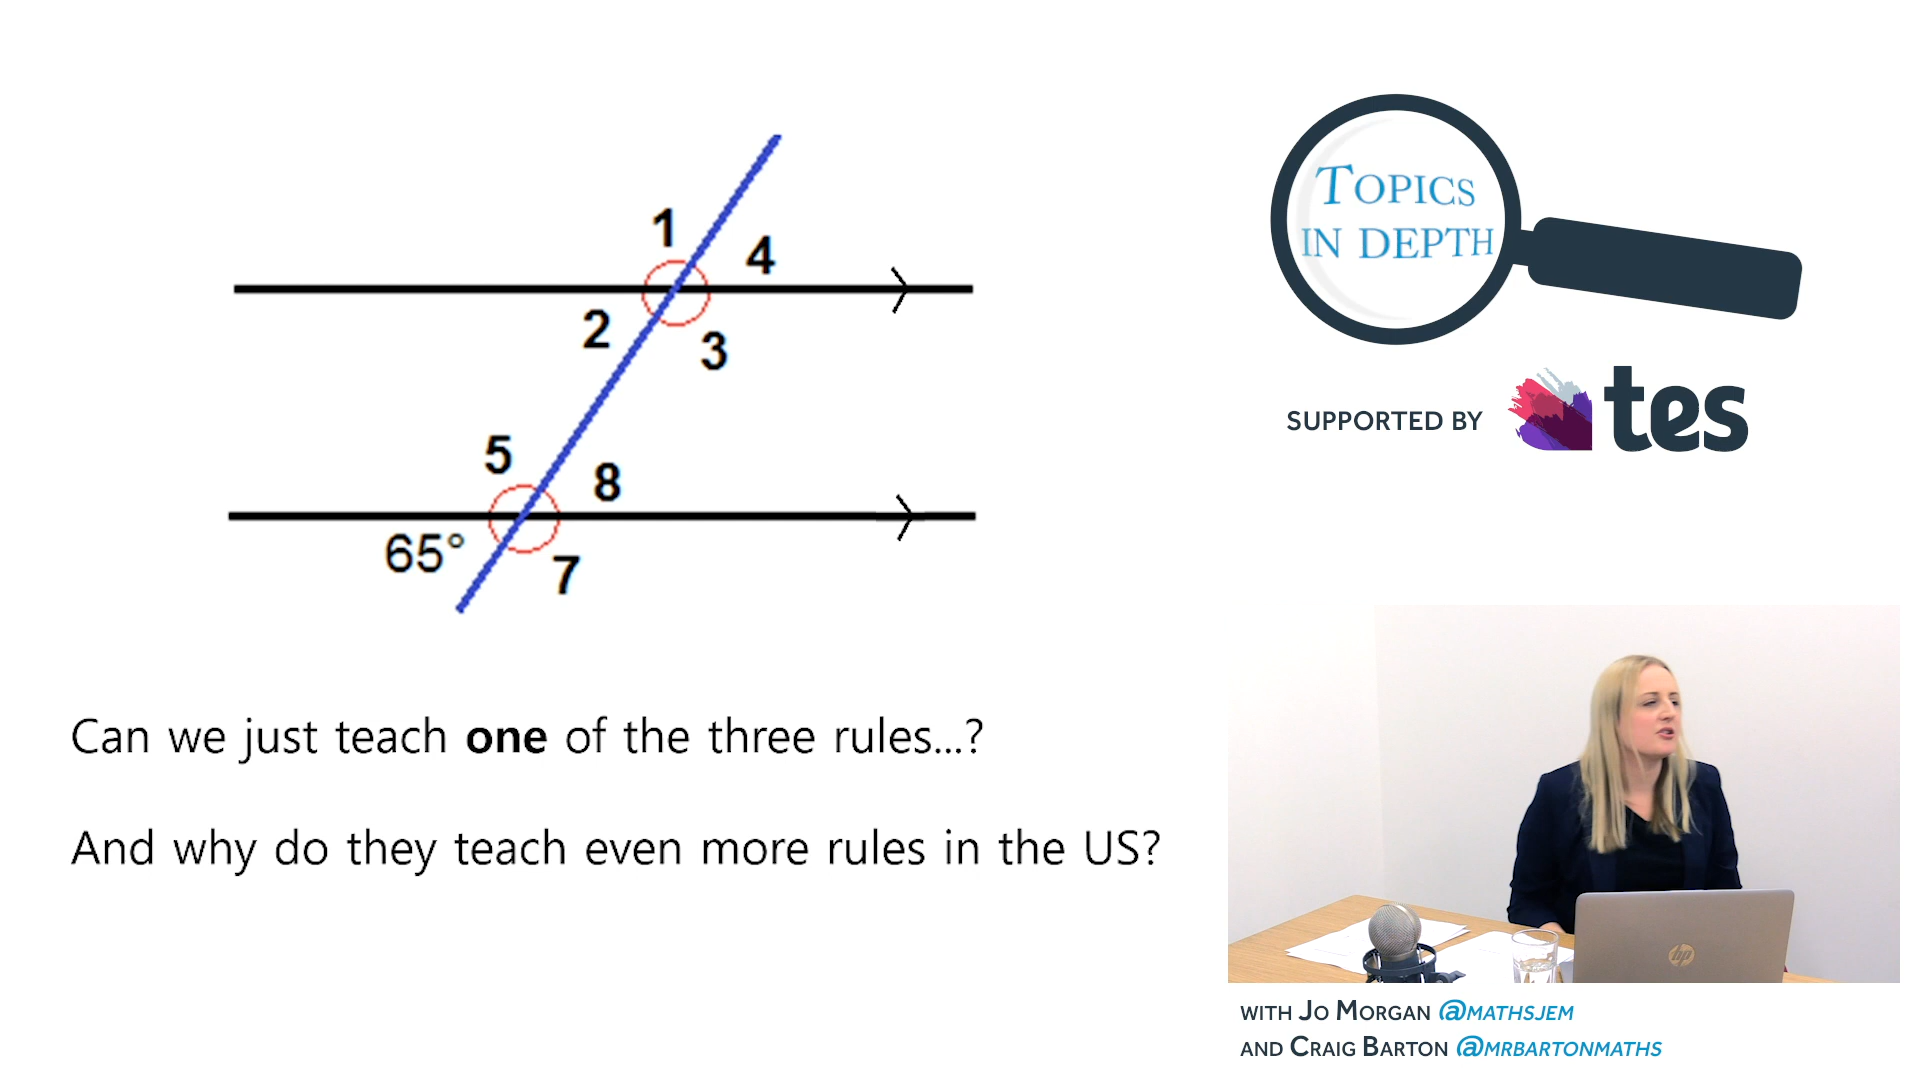 1
4
2
3
5
8
65°
7
Can we just teach one of the three rules...?
And why do they teach even more rules in the US?
TOPICS
IN DEPTH
SUPPORTED BY tes
hp
WITH JO MORGAN @MATHSJEM
AND CRAIG BARTON @MRBARTONMATHS